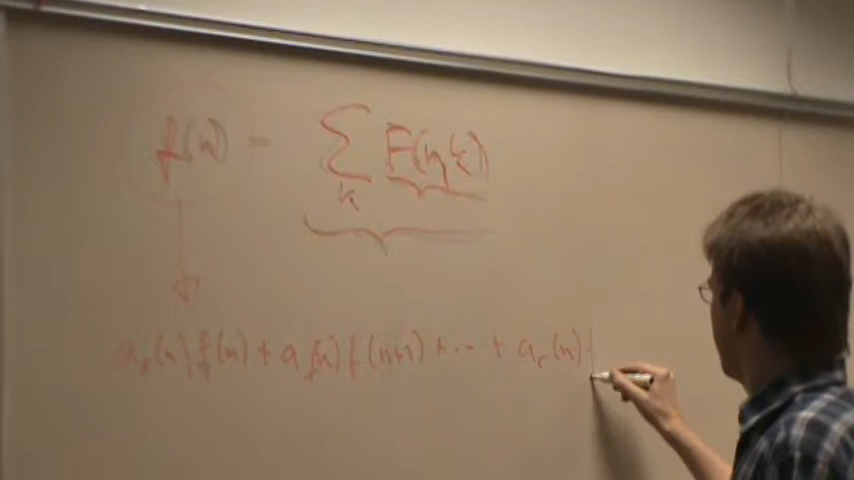 f(n) = ∑ F(n,k)
k
a₀(n) f(n) + a₁(n) f(n+1) + ... + aᵣ(n) f